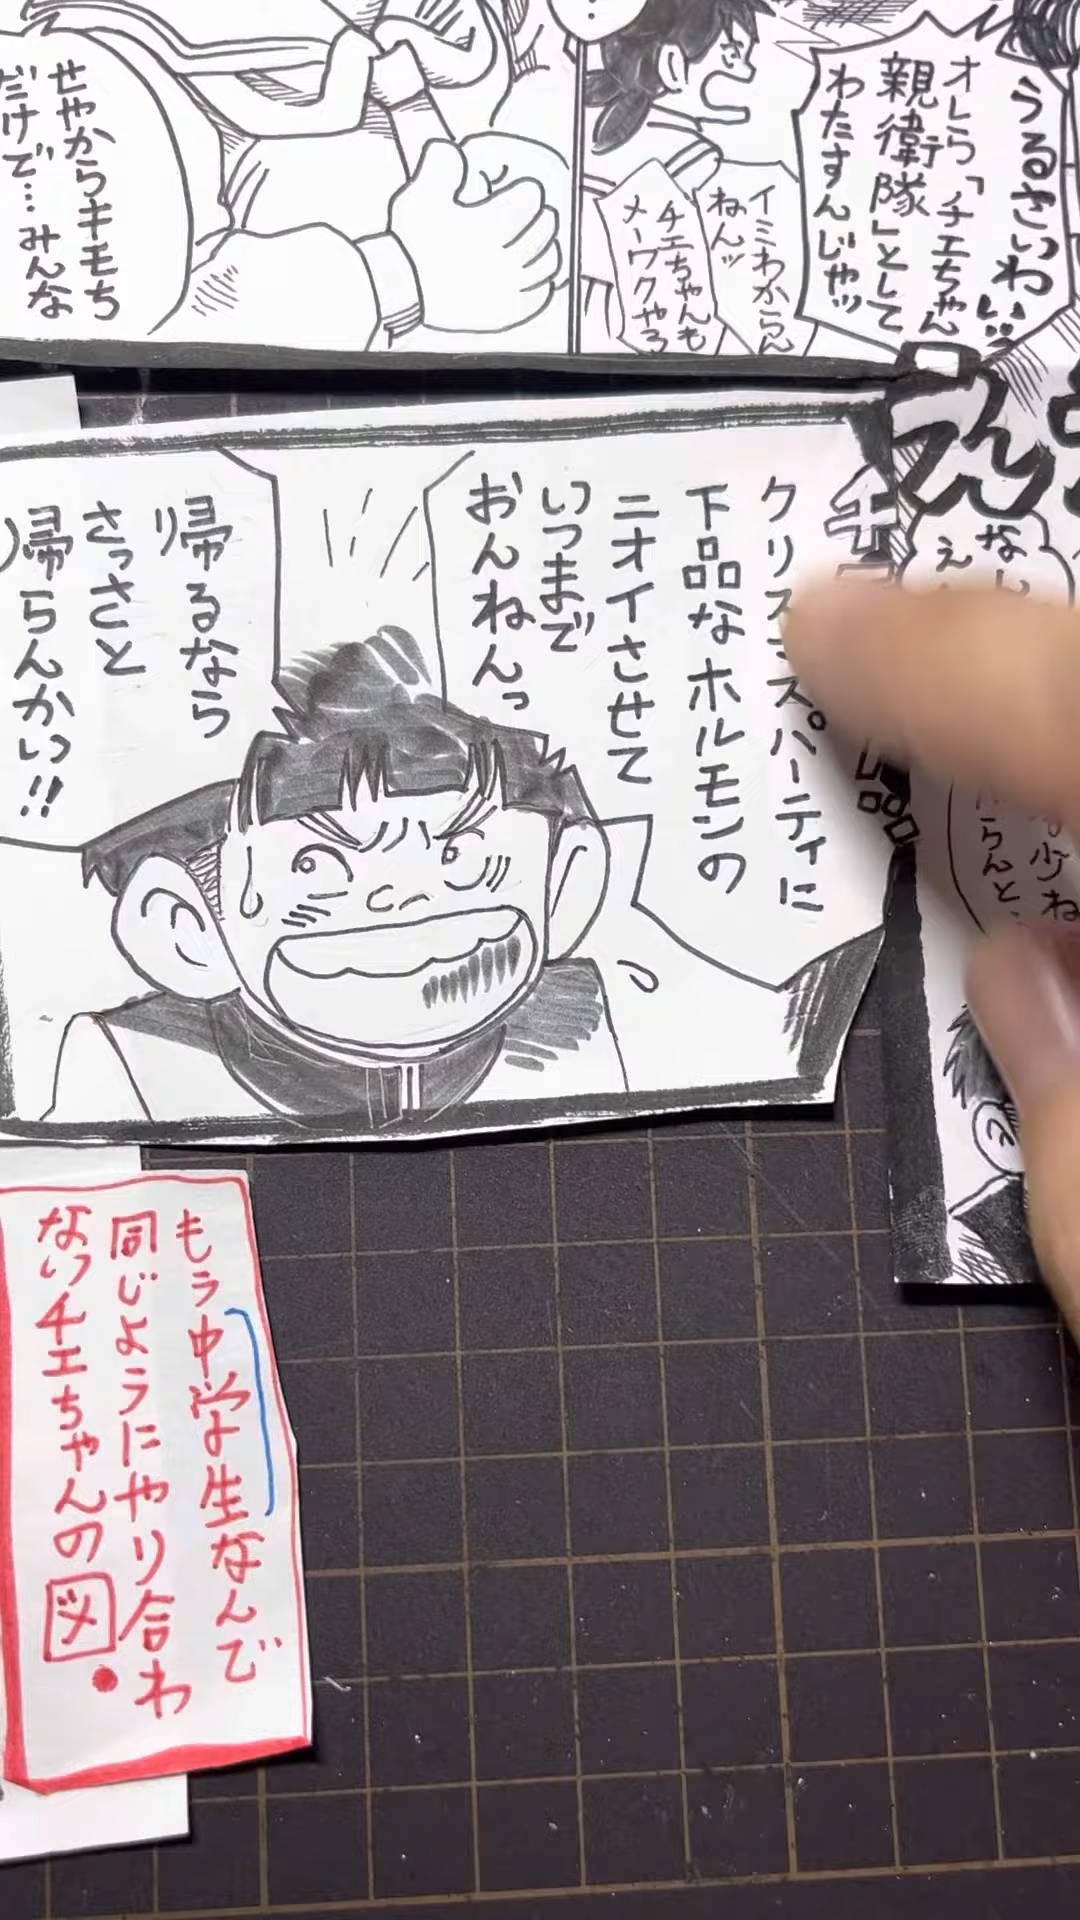 うるさいわ
オレら「チエちゃん
親衛隊」として
わたすんじゃッ
イミわからん
ねんッ
チエちゃんも
メーワクやろ
せやからキモち
だけで…みんな
クリスマスパーティに
下品なホルモンの
ニオイさせて
いつまで
おんねんっ
帰るなら
さっさと
帰らんかい!!
もう中学生なんで
同じようにやり合わ
ないチエちゃんの図